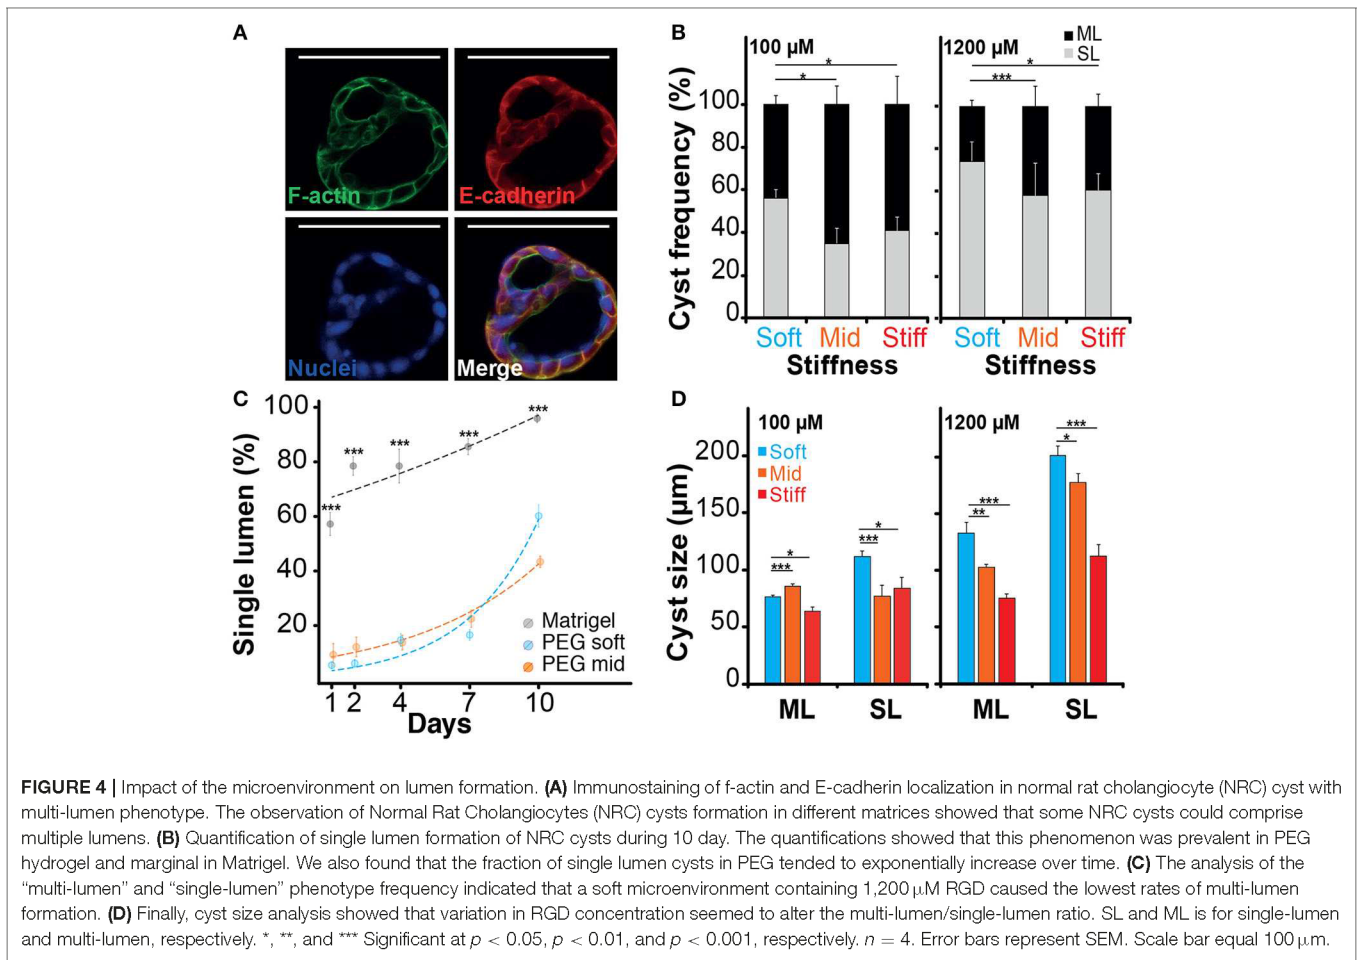 A
F-actin
E-cadherin
Nuclei
Merge
B
Cyst frequency (%)
100 µM
1200 µM
ML
SL
*
*
*
***
100
80
60
40
20
0
Soft Mid Stiff
Soft Mid Stiff
Stiffness
Stiffness
C
Single lumen (%)
100
80
60
40
20
***
***
***
***
***
Matrigel
PEG soft
PEG mid
1 2 4 7 10
Days
D
Cyst size (µm)
100 µM
1200 µM
Soft
Mid
Stiff
200
150
100
50
0
*
***
*
***
***
**
***
*
ML SL
ML SL
FIGURE 4 | Impact of the microenvironment on lumen formation. (A) Immunostaining of f-actin and E-cadherin localization in normal rat cholangiocyte (NRC) cyst with
multi-lumen phenotype. The observation of Normal Rat Cholangiocytes (NRC) cysts formation in different matrices showed that some NRC cysts could comprise
multiple lumens. (B) Quantification of single lumen formation of NRC cysts during 10 day. The quantifications showed that this phenomenon was prevalent in PEG
hydrogel and marginal in Matrigel. We also found that the fraction of single lumen cysts in PEG tended to exponentially increase over time. (C) The analysis of the
“multi-lumen” and “single-lumen” phenotype frequency indicated that a soft microenvironment containing 1,200 µM RGD caused the lowest rates of multi-lumen
formation. (D) Finally, cyst size analysis showed that variation in RGD concentration seemed to alter the multi-lumen/single-lumen ratio. SL and ML is for single-lumen
and multi-lumen, respectively. *, **, and *** Significant at p < 0.05, p < 0.01, and p < 0.001, respectively. n = 4. Error bars represent SEM. Scale bar equal 100 µm.